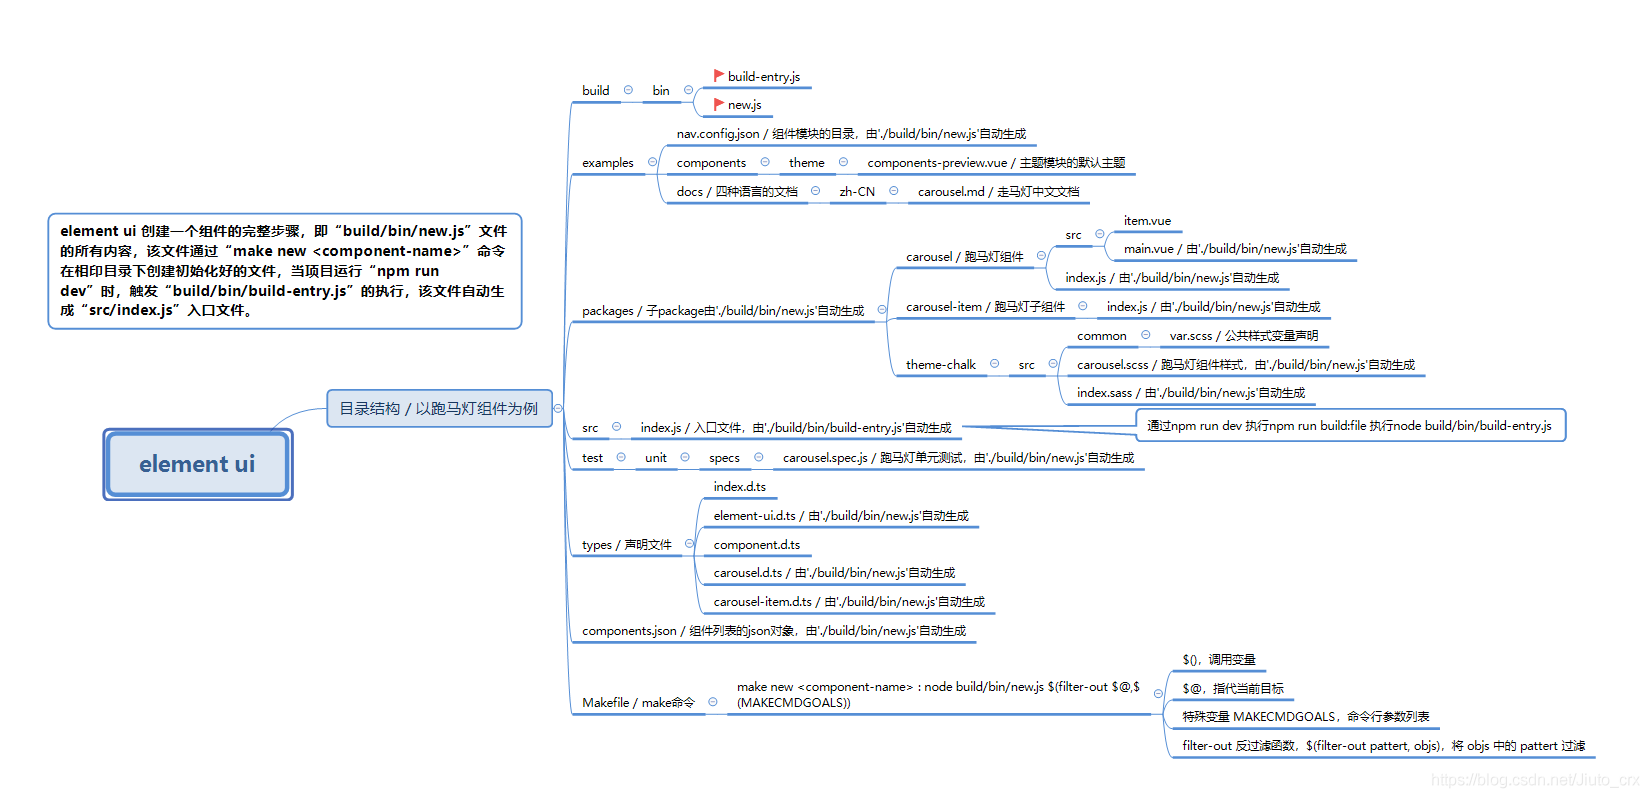 element ui 创建一个组件的完整步骤，即“build/bin/new.js”文件
的所有内容，该文件通过“make new <component-name>”命令
在相印目录下创建初始化好的文件，当项目运行“npm run
dev”时，触发“build/bin/build-entry.js”的执行，该文件自动生
成“src/index.js”入口文件。
element ui
目录结构 / 以跑马灯组件为例
build
bin
build-entry.js
new.js
examples
nav.config.json / 组件模块的目录，由'./build/bin/new.js'自动生成
components
theme
components-preview.vue / 主题模块的默认主题
docs / 四种语言的文档
zh-CN
carousel.md / 走马灯中文文档
packages / 子package由'./build/bin/new.js'自动生成
carousel / 跑马灯组件
src
item.vue
main.vue / 由'./build/bin/new.js'自动生成
index.js / 由'./build/bin/new.js'自动生成
carousel-item / 跑马灯子组件
index.js / 由'./build/bin/new.js'自动生成
theme-chalk
src
common
var.scss / 公共样式变量声明
carousel.scss / 跑马灯组件样式，由'./build/bin/new.js'自动生成
index.sass / 由'./build/bin/new.js'自动生成
src
index.js / 入口文件，由'./build/bin/build-entry.js'自动生成
通过npm run dev 执行npm run build:file 执行node build/bin/build-entry.js
test
unit
specs
carousel.spec.js / 跑马灯单元测试，由'./build/bin/new.js'自动生成
types / 声明文件
index.d.ts
element-ui.d.ts / 由'./build/bin/new.js'自动生成
component.d.ts
carousel.d.ts / 由'./build/bin/new.js'自动生成
carousel-item.d.ts / 由'./build/bin/new.js'自动生成
components.json / 组件列表的json对象，由'./build/bin/new.js'自动生成
Makefile / make命令
make new <component-name> : node build/bin/new.js $(filter-out $@,$
(MAKECMDGOALS))
$()，调用变量
$@，指代当前目标
特殊变量 MAKECMDGOALS，命令行参数列表
filter-out 反过滤函数，$(filter-out pattert, objs)，将 objs 中的 pattert 过滤
https://blog.csdn.net/Jiuto_crx